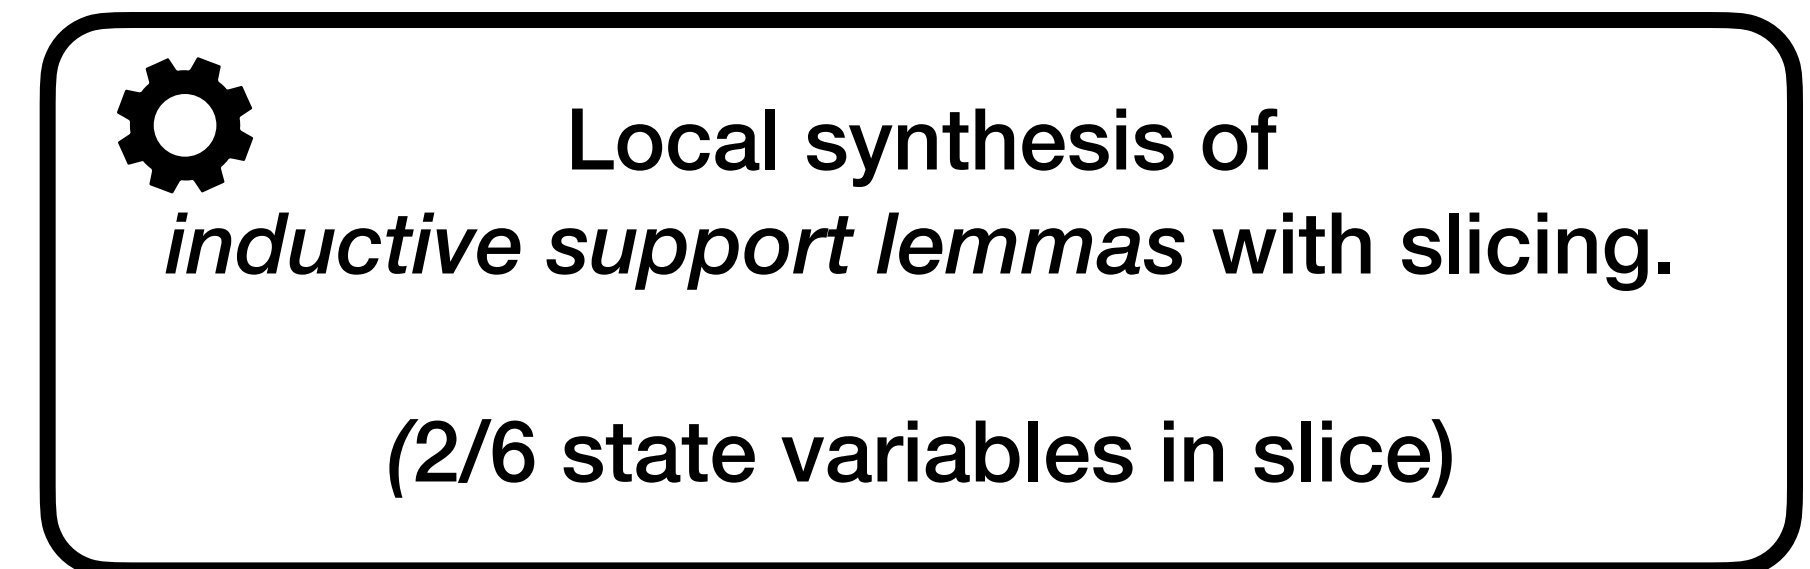 Local synthesis of
inductive support lemmas with slicing.
(2/6 state variables in slice)